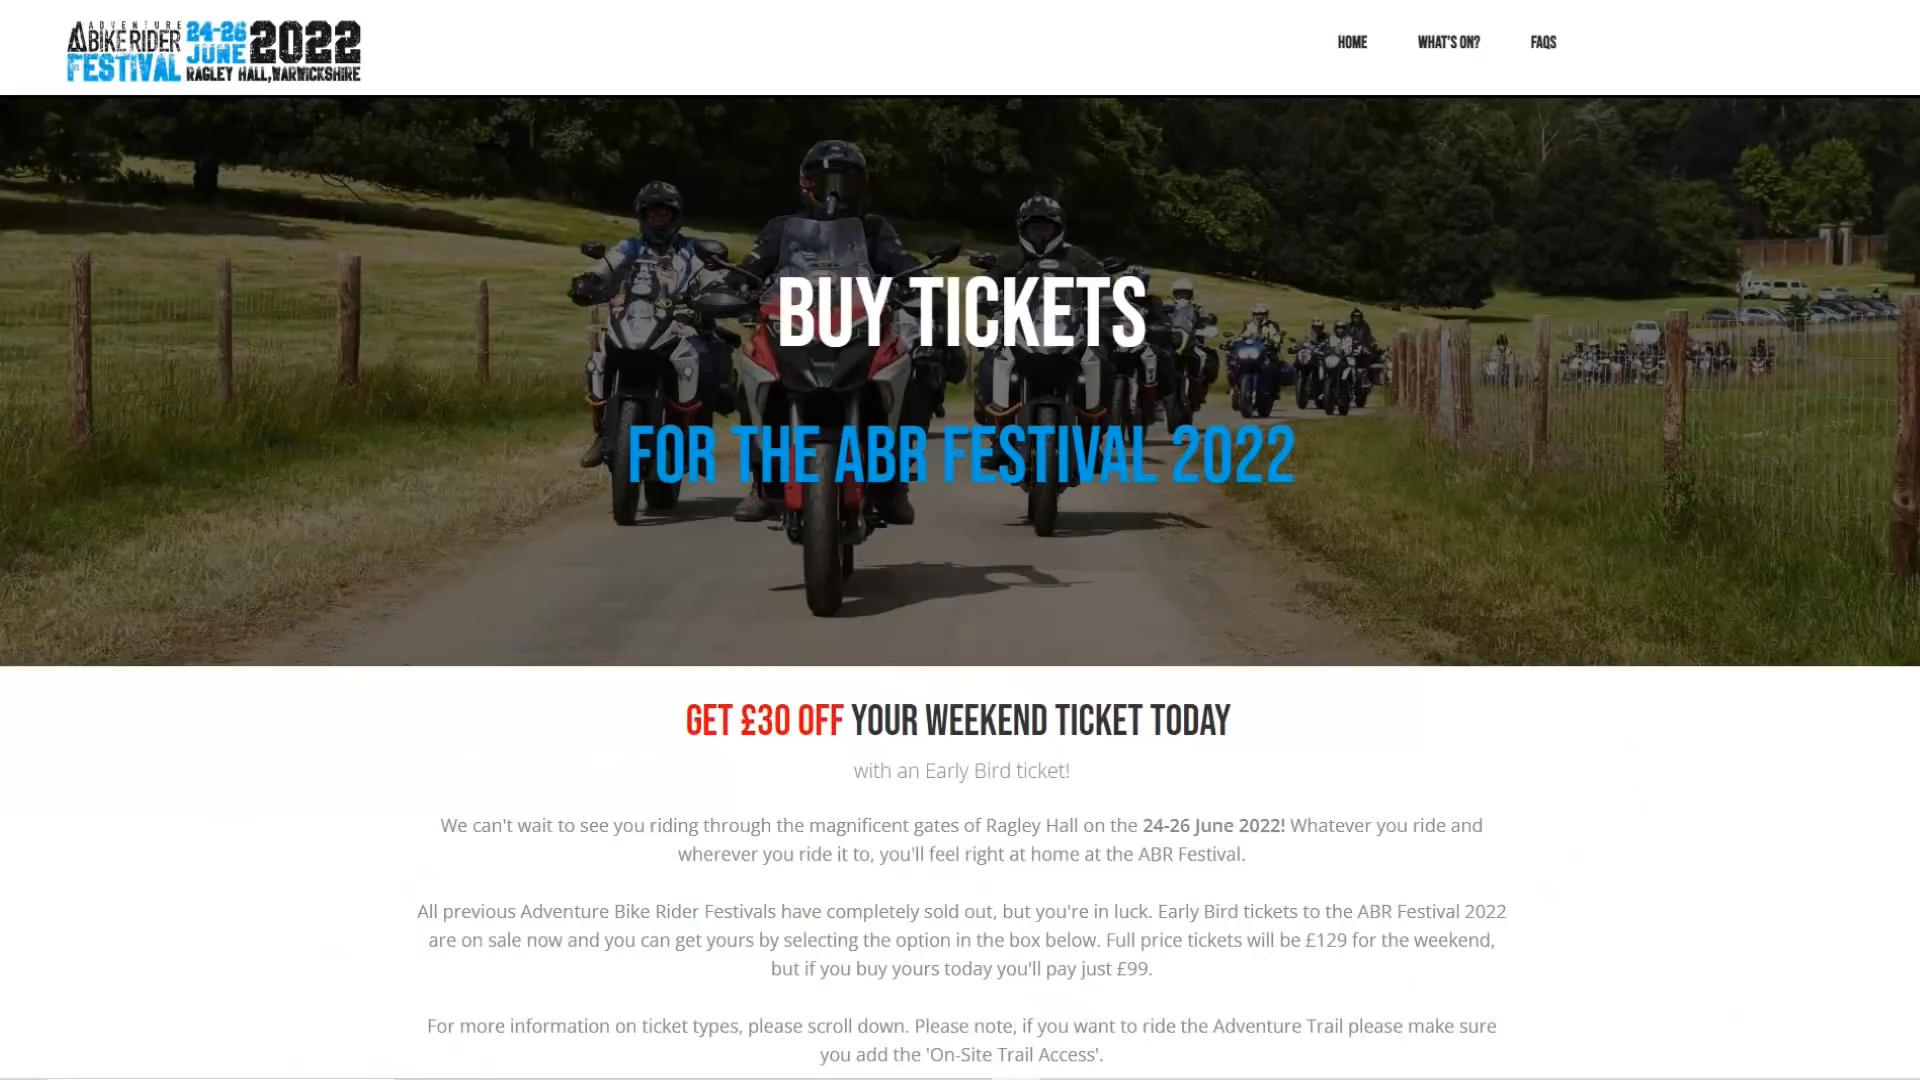 ADVENTURE
BIKE RIDER
FESTIVAL
24-26
JUNE
2022
RAGLEY HALL, WARWICKSHIRE
HOME
WHAT'S ON?
FAQS
BUY TICKETS
FOR THE ABR FESTIVAL 2022
GET £30 OFF YOUR WEEKEND TICKET TODAY
with an Early Bird ticket!
We can't wait to see you riding through the magnificent gates of Ragley Hall on the 24-26 June 2022! Whatever you ride and
wherever you ride it to, you'll feel right at home at the ABR Festival.
All previous Adventure Bike Rider Festivals have completely sold out, but you're in luck. Early Bird tickets to the ABR Festival 2022
are on sale now and you can get yours by selecting the option in the box below. Full price tickets will be £129 for the weekend,
but if you buy yours today you'll pay just £99.
For more information on ticket types, please scroll down. Please note, if you want to ride the Adventure Trail please make sure
you add the 'On-Site Trail Access'.